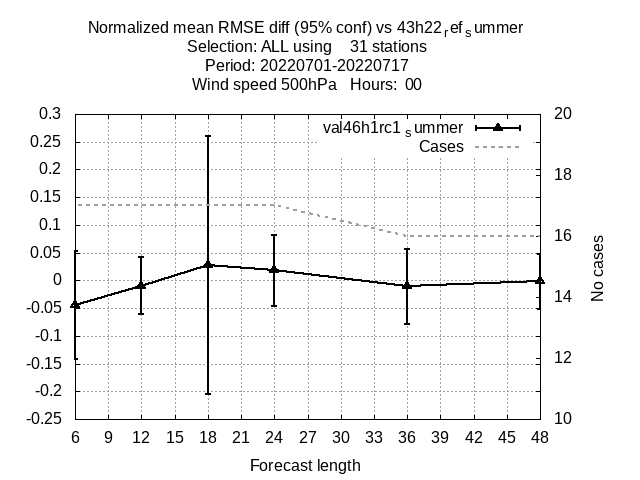 Normalized mean RMSE diff (95% conf) vs 43h22refsummer
Selection: ALL using 31 stations
Period: 20220701-20220717
Wind speed 500hPa Hours: 00
val46h1rc1summer
Cases
0.3
0.25
0.2
0.15
0.1
0.05
0
-0.05
-0.1
-0.15
-0.2
-0.25
20
18
16
14
12
10
No cases
6 9 12 15 18 21 24 27 30 33 36 39 42 45 48
Forecast length